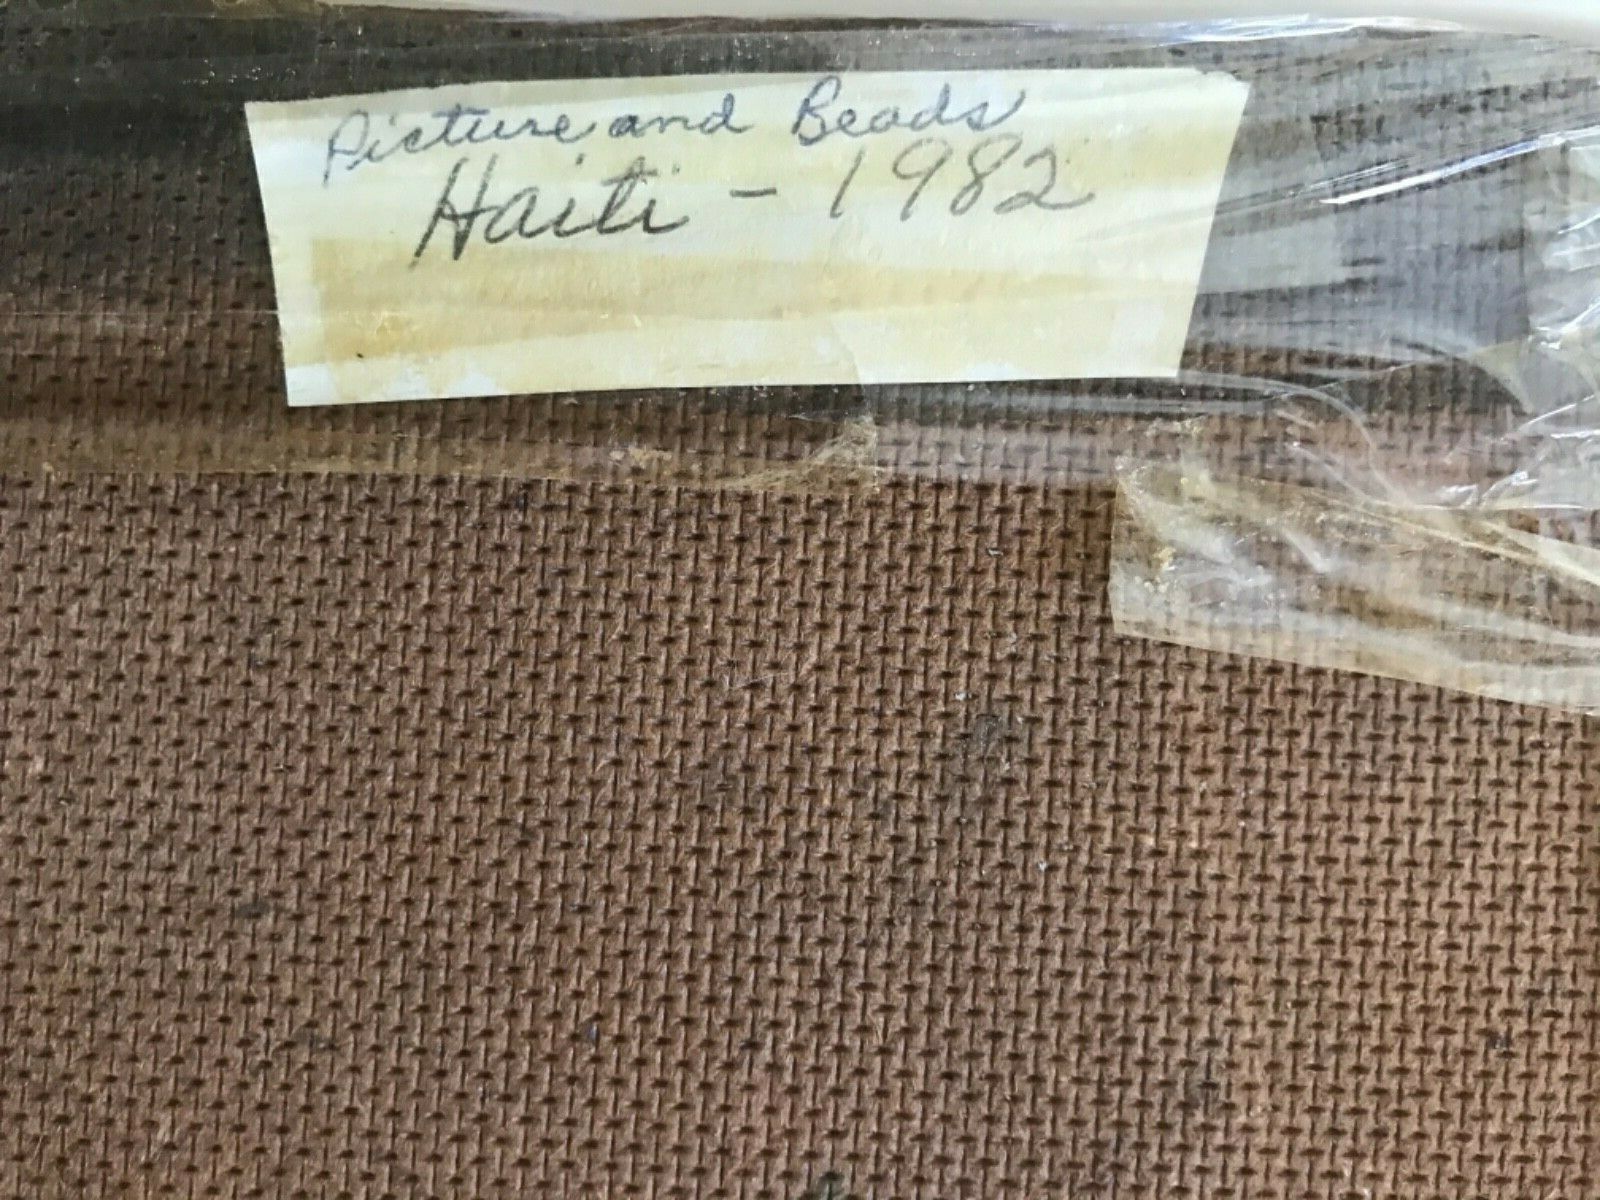 Picture and Beads
Haiti - 1982